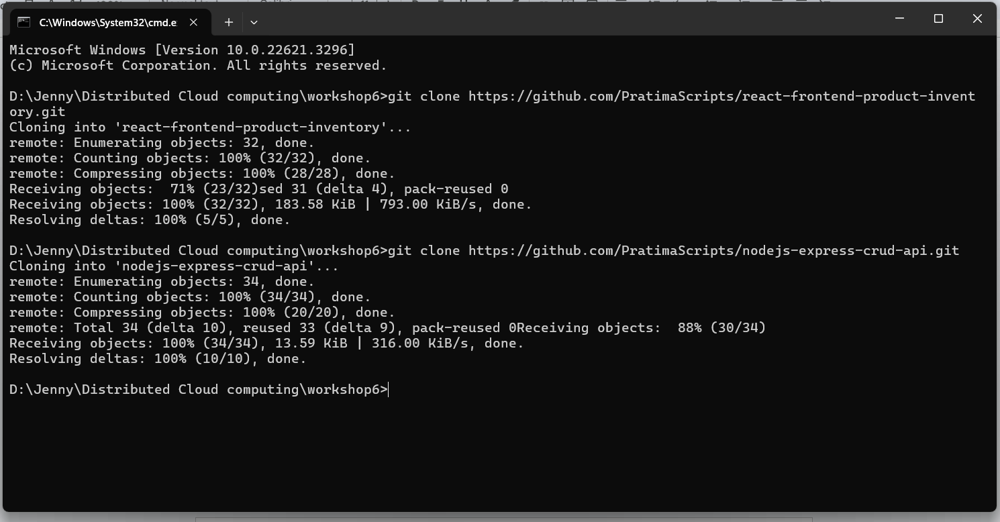 C:\Windows\System32\cmd.e
Microsoft Windows [Version 10.0.22621.3296]
(c) Microsoft Corporation. All rights reserved.
D:\Jenny\Distributed Cloud computing\workshop6>git clone https://github.com/PratimaScripts/react-frontend-product-invent
ory.git
Cloning into 'react-frontend-product-inventory'...
remote: Enumerating objects: 32, done.
remote: Counting objects: 100% (32/32), done.
remote: Compressing objects: 100% (28/28), done.
Receiving objects:  71% (23/32)sed 31 (delta 4), pack-reused 0
Receiving objects: 100% (32/32), 183.58 KiB | 793.00 KiB/s, done.
Resolving deltas: 100% (5/5), done.
D:\Jenny\Distributed Cloud computing\workshop6>git clone https://github.com/PratimaScripts/nodejs-express-crud-api.git
Cloning into 'nodejs-express-crud-api'...
remote: Enumerating objects: 34, done.
remote: Counting objects: 100% (34/34), done.
remote: Compressing objects: 100% (20/20), done.
remote: Total 34 (delta 10), reused 33 (delta 9), pack-reused 0Receiving objects:  88% (30/34)
Receiving objects: 100% (34/34), 13.59 KiB | 316.00 KiB/s, done.
Resolving deltas: 100% (10/10), done.
D:\Jenny\Distributed Cloud computing\workshop6>